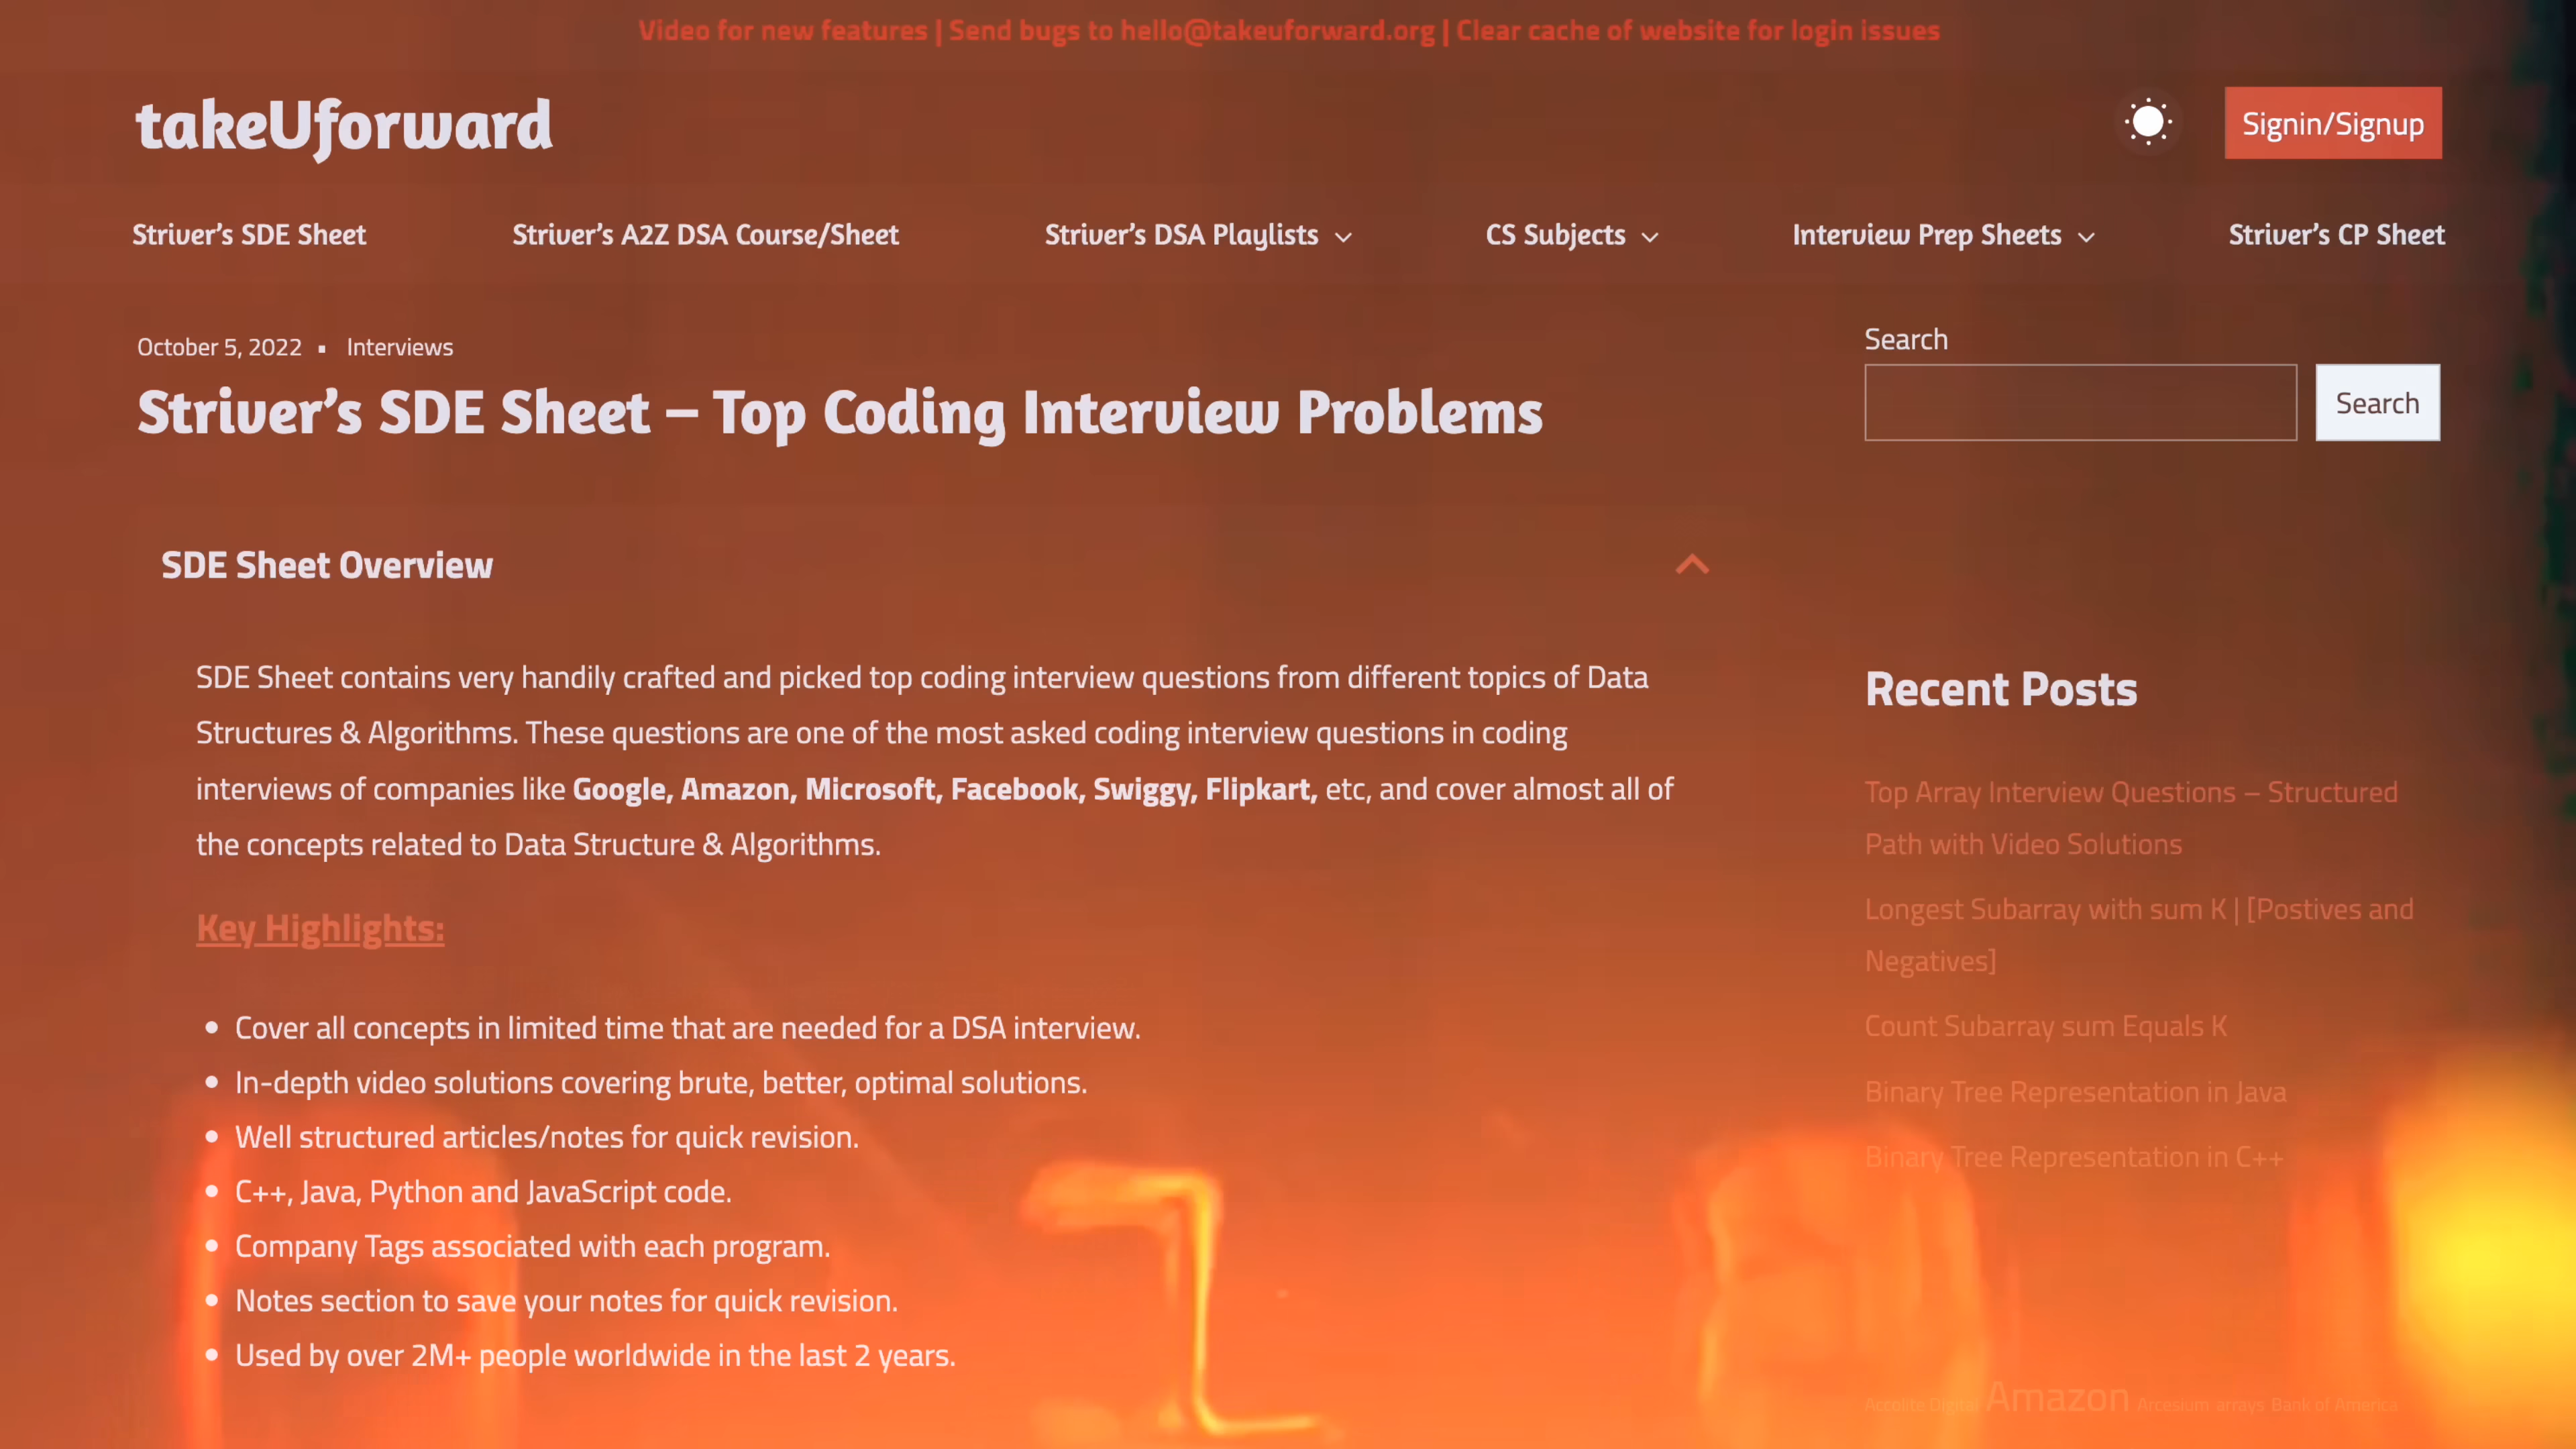 Video for new features | Send bugs to hello@takeuforward.org | Clear cache of website for login issues
takeUforward
Signin/Signup
Striver's SDE Sheet
Striver's A2Z DSA Course/Sheet
Striver's DSA Playlists
CS Subjects
Interview Prep Sheets
Striver's CP Sheet
October 5, 2022 ▪ Interviews
Striver's SDE Sheet – Top Coding Interview Problems
SDE Sheet Overview
SDE Sheet contains very handily crafted and picked top coding interview questions from different topics of Data
Structures & Algorithms. These questions are one of the most asked coding interview questions in coding
interviews of companies like Google, Amazon, Microsoft, Facebook, Swiggy, Flipkart, etc, and cover almost all of
the concepts related to Data Structure & Algorithms.
Key Highlights:
• Cover all concepts in limited time that are needed for a DSA interview.
• In-depth video solutions covering brute, better, optimal solutions.
• Well structured articles/notes for quick revision.
• C++, Java, Python and JavaScript code.
• Company Tags associated with each program.
• Notes section to save your notes for quick revision.
• Used by over 2M+ people worldwide in the last 2 years.
Search
Search
Recent Posts
Top Array Interview Questions – Structured
Path with Video Solutions
Longest Subarray with sum K | [Postives and
Negatives]
Count Subarray sum Equals K
Binary Tree Representation in Java
Binary Tree Representation in C++
Accolite Digital Amazon Arcesium arrays Bank of America